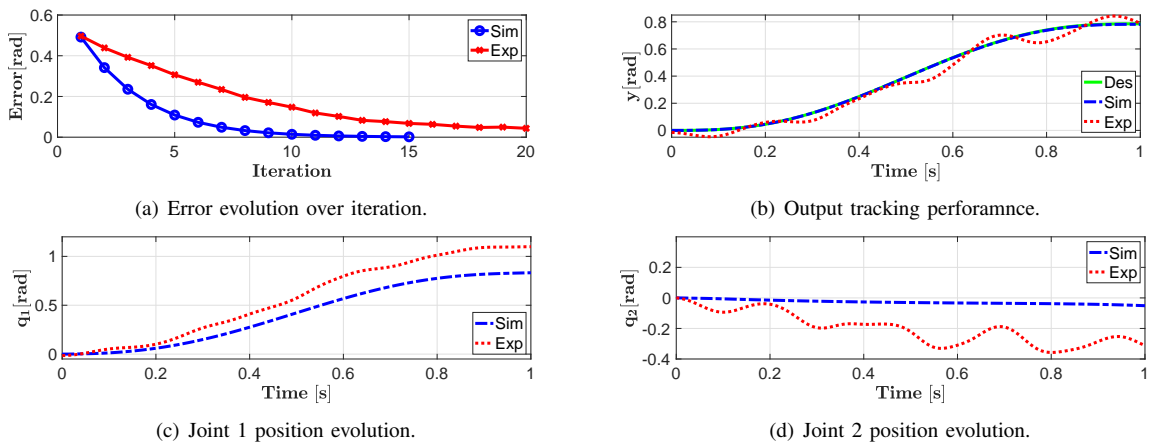 0.6
0.4
0.2
0
Error[rad]
Sim
Exp
0 5 10 15 20
Iteration
(a) Error evolution over iteration.
0.8
0.4
0
y[rad]
Des
Sim
Exp
0 0.2 0.4 0.6 0.8 1
Time [s]
(b) Output tracking perforamnce.
1
0.5
0
q₁[rad]
Sim
Exp
0 0.2 0.4 0.6 0.8 1
Time [s]
(c) Joint 1 position evolution.
0.2
0
-0.2
-0.4
q₂[rad]
Sim
Exp
0 0.2 0.4 0.6 0.8 1
Time [s]
(d) Joint 2 position evolution.